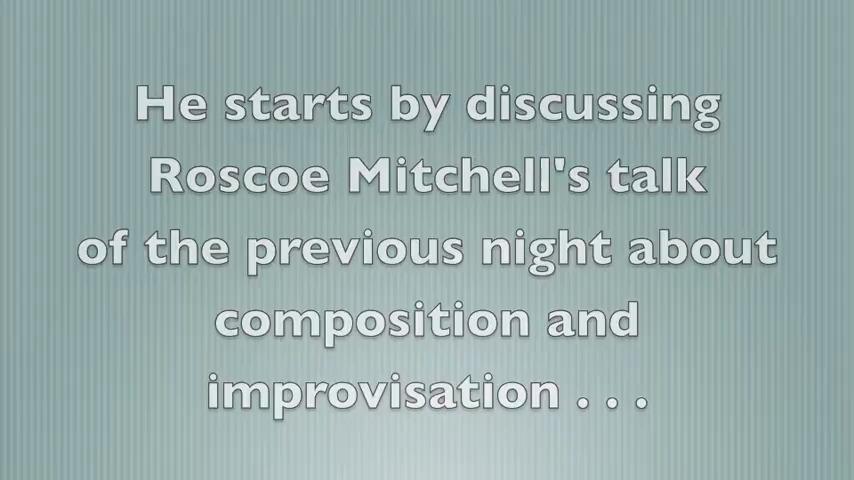 He starts by discussing
Roscoe Mitchell's talk
of the previous night about
composition and
improvisation . . .